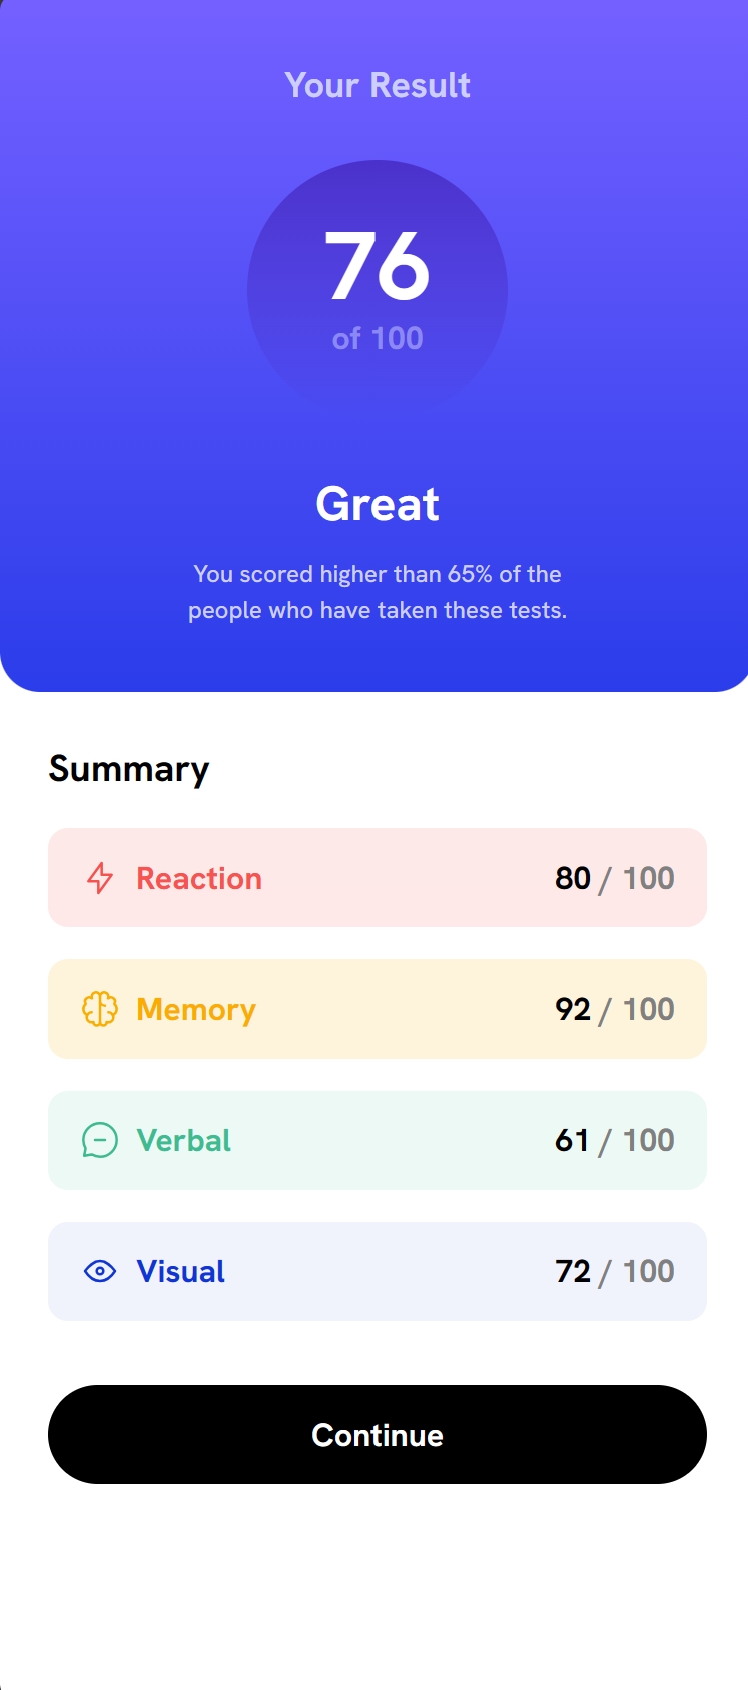 Your Result
76
of 100
Great
You scored higher than 65% of the
people who have taken these tests.
Summary
Reaction 80 / 100
Memory 92 / 100
Verbal 61 / 100
Visual 72 / 100
Continue